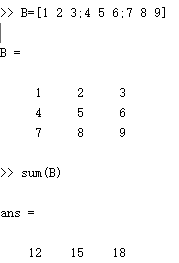 >> B=[1 2 3;4 5 6;7 8 9]
B =
1 2 3
4 5 6
7 8 9
>> sum(B)
ans =
12 15 18